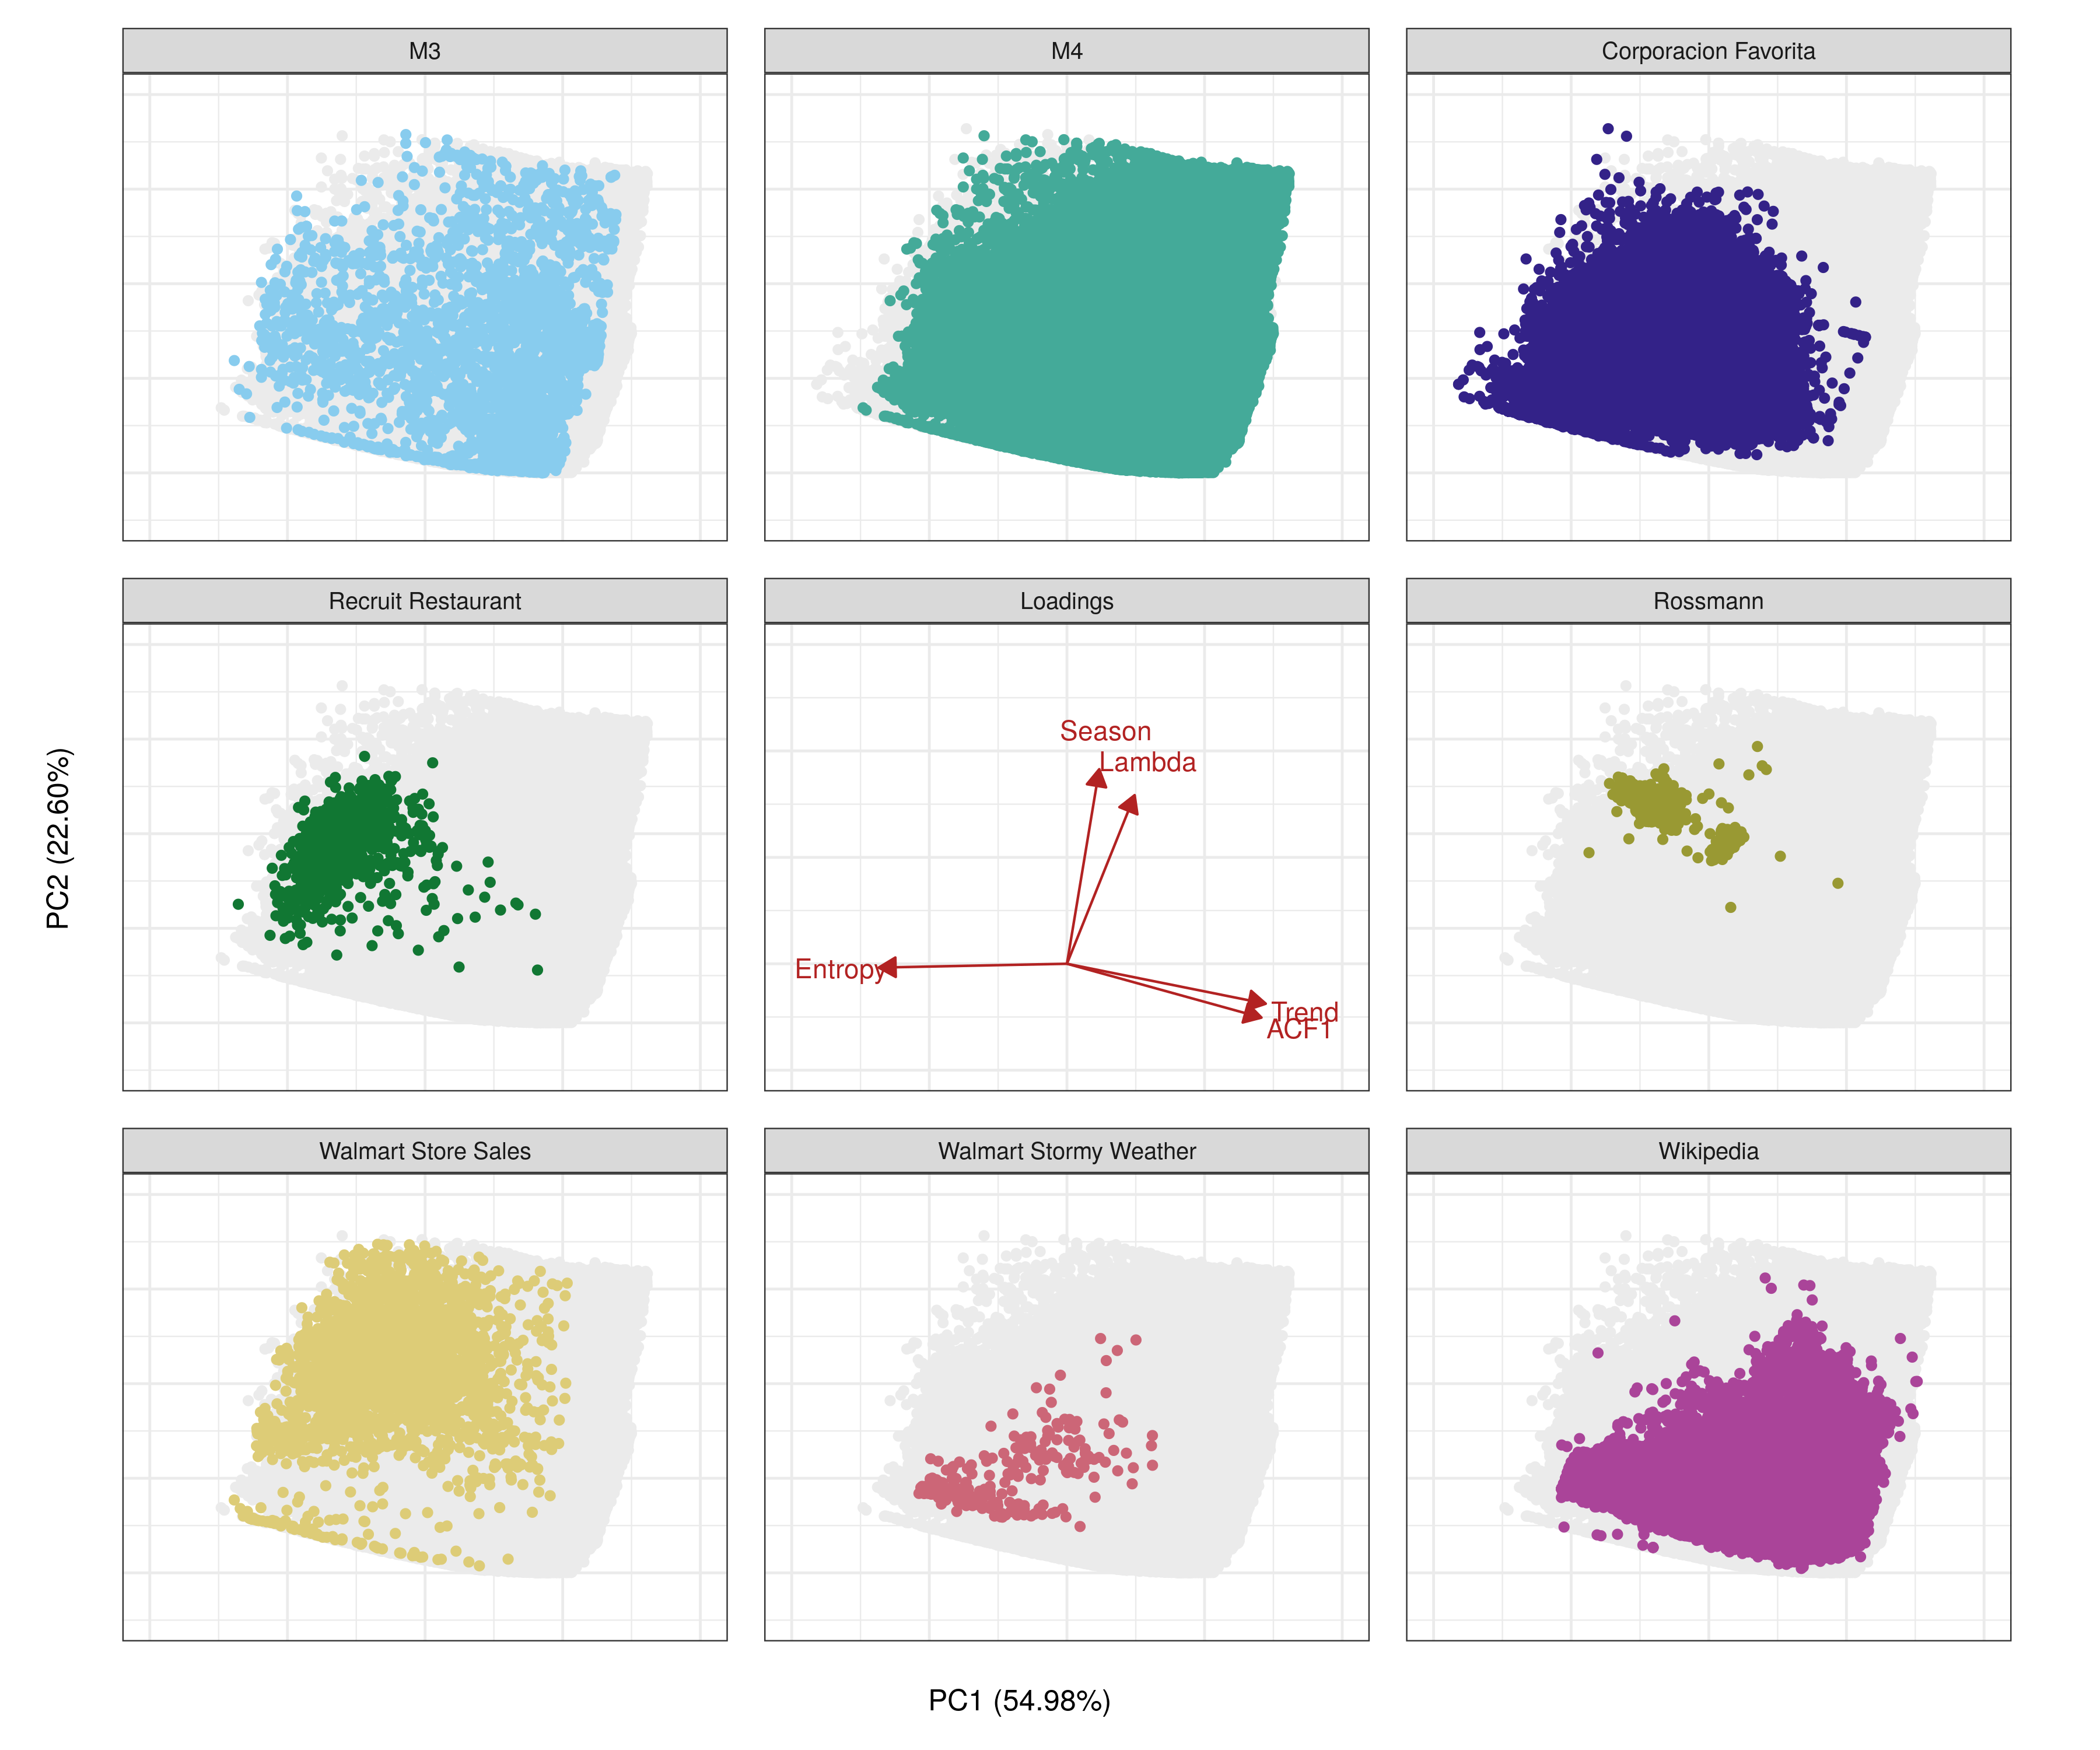 M3
M4
Corporacion Favorita
Recruit Restaurant
Loadings
Rossmann
Season
Lambda
Entropy
Trend
ACF1
Walmart Store Sales
Walmart Stormy Weather
Wikipedia
PC2 (22.60%)
PC1 (54.98%)